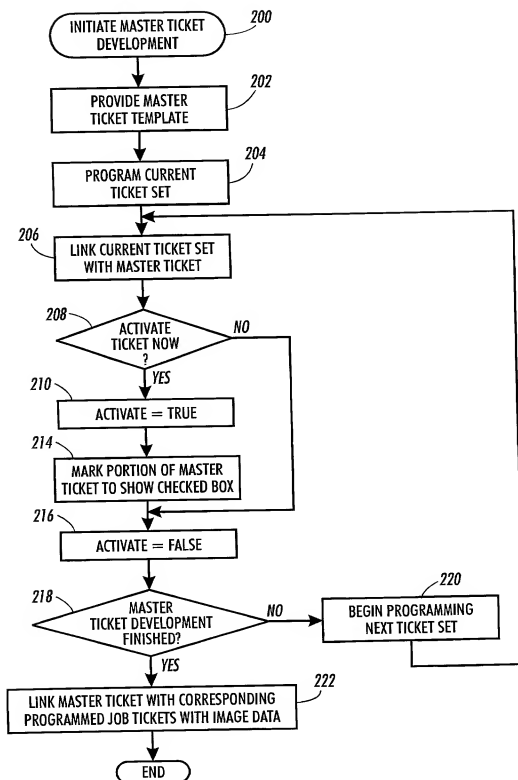 INITIATE MASTER TICKET
DEVELOPMENT
200
PROVIDE MASTER
TICKET TEMPLATE
202
PROGRAM CURRENT
TICKET SET
204
206
LINK CURRENT TICKET SET
WITH MASTER TICKET
208
ACTIVATE
TICKET NOW
?
NO
YES
210
ACTIVATE = TRUE
214
MARK PORTION OF MASTER
TICKET TO SHOW CHECKED BOX
216
ACTIVATE = FALSE
218
MASTER
TICKET DEVELOPMENT
FINISHED?
NO
220
BEGIN PROGRAMMING
NEXT TICKET SET
YES
222
LINK MASTER TICKET WITH CORRESPONDING
PROGRAMMED JOB TICKETS WITH IMAGE DATA
END